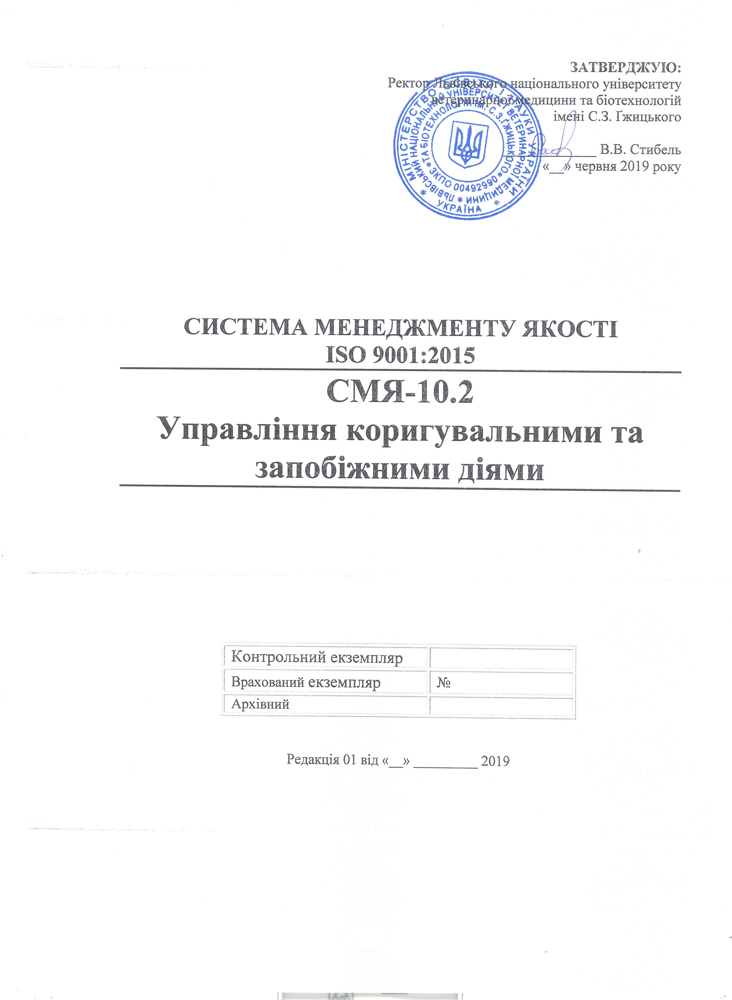 ЗАТВЕРДЖУЮ:
Ректор Львівського національного університету
ветеринарної медицини та біотехнологій
імені С.З. Ґжицького
______________ В.В. Стибель
«__» червня 2019 року
МІНІСТЕРСТВО ОСВІТИ І НАУКИ УКРАЇНИ
* УКРАЇНА *
ЛЬВІВСЬКИЙ НАЦІОНАЛЬНИЙ УНІВЕРСИТЕТ ВЕТЕРИНАРНОЇ МЕДИЦИНИ *
ТА БІОТЕХНОЛОГІЙ ІМ. С.З.ҐЖИЦЬКОГО
* ЗКПО 00492990 *
СИСТЕМА МЕНЕДЖМЕНТУ ЯКОСТІ
ISO 9001:2015
СМЯ-10.2
Управління коригувальними та
запобіжними діями
Контрольний екземпляр
Врахований екземпляр №
Архівний
Редакція 01 від «__» _________ 2019